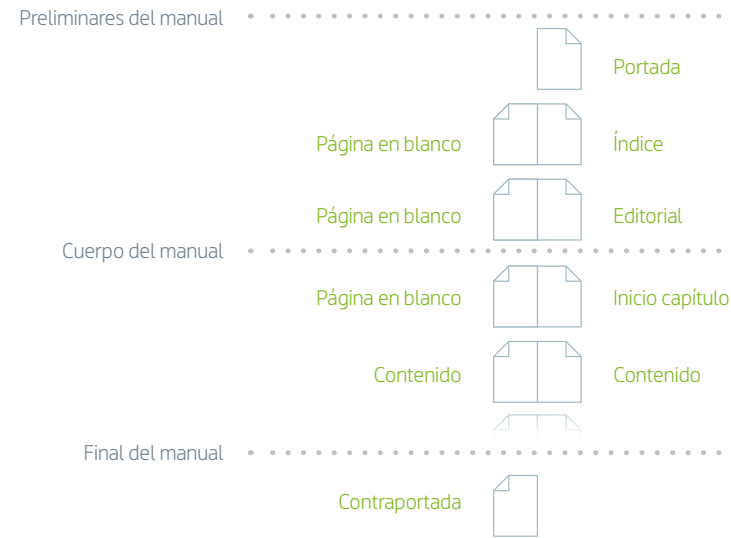 Preliminares del manual
Portada
Página en blanco
Índice
Página en blanco
Editorial
Cuerpo del manual
Página en blanco
Inicio capítulo
Contenido
Contenido
Final del manual
Contraportada